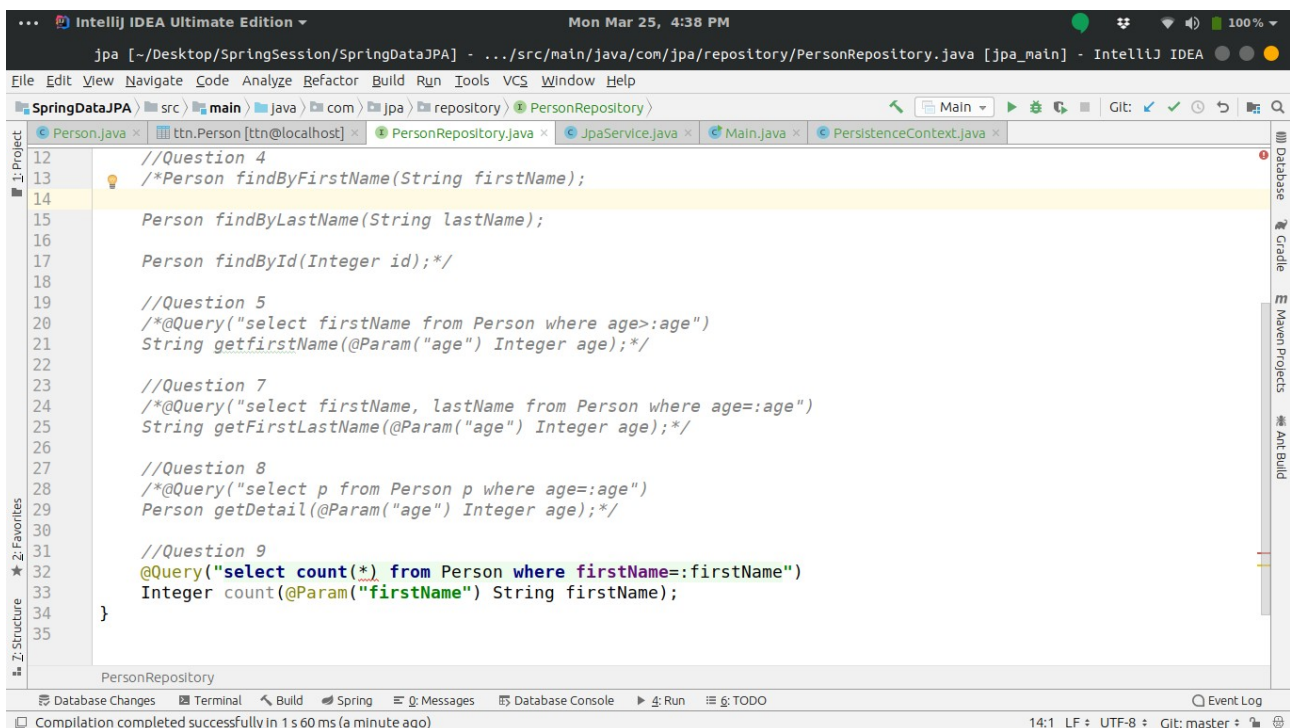 IntelliJ IDEA Ultimate Edition
Mon Mar 25, 4:38 PM
100%
jpa [~/Desktop/SpringSession/SpringDataJPA] - .../src/main/java/com/jpa/repository/PersonRepository.java [jpa_main] - IntelliJ IDEA
File Edit View Navigate Code Analyze Refactor Build Run Tools VCS Window Help
SpringDataJPA src main java com jpa repository PersonRepository
Main Git:
Person.java ttn.Person [ttn@localhost] PersonRepository.java JpaService.java Main.java PersistenceContext.java
1: Project
2: Favorites
7: Structure
12 //Question 4
13 /*Person findByFirstName(String firstName);
14
15 Person findByLastName(String lastName);
16
17 Person findById(Integer id);*/
18
19 //Question 5
20 /*@Query("select firstName from Person where age>:age")
21 String getfirstName(@Param("age") Integer age);*/
22
23 //Question 7
24 /*@Query("select firstName, lastName from Person where age=:age")
25 String getFirstLastName(@Param("age") Integer age);*/
26
27 //Question 8
28 /*@Query("select p from Person p where age=:age")
29 Person getDetail(@Param("age") Integer age);*/
30
31 //Question 9
32 @Query("select count(*) from Person where firstName=:firstName")
33 Integer count(@Param("firstName") String firstName);
34 }
35
Database
Gradle
m Maven Projects
Ant Build
PersonRepository
Database Changes Terminal Build Spring 0: Messages Database Console 4: Run 6: TODO Event Log
Compilation completed successfully in 1 s 60 ms (a minute ago) 14:1 LF UTF-8 Git: master